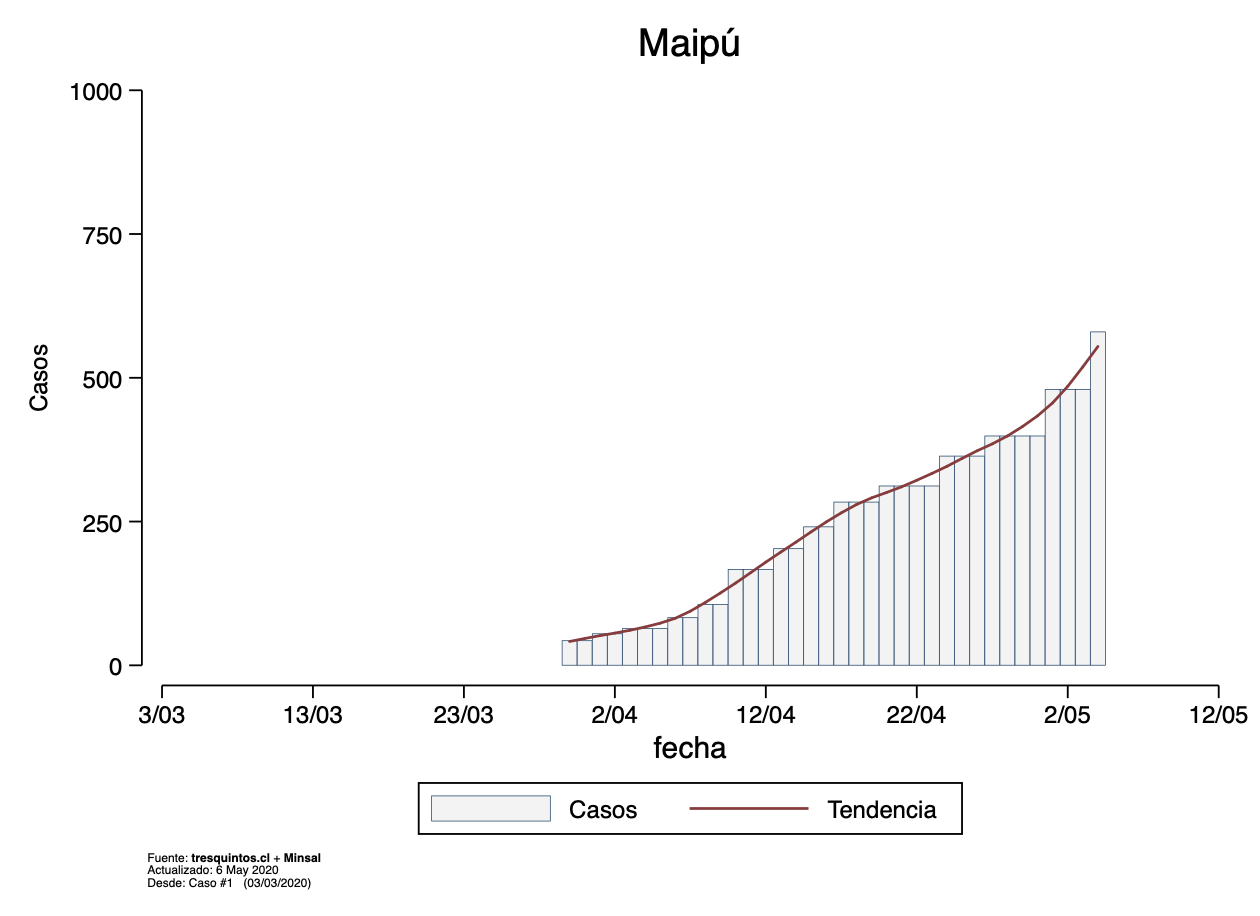 Maipú
1000
750
500
250
0
Casos
3/03 13/03 23/03 2/04 12/04 22/04 2/05 12/05
fecha
Casos Tendencia
Fuente: tresquintos.cl + Minsal
Actualizado: 6 May 2020
Desde: Caso #1 (03/03/2020)